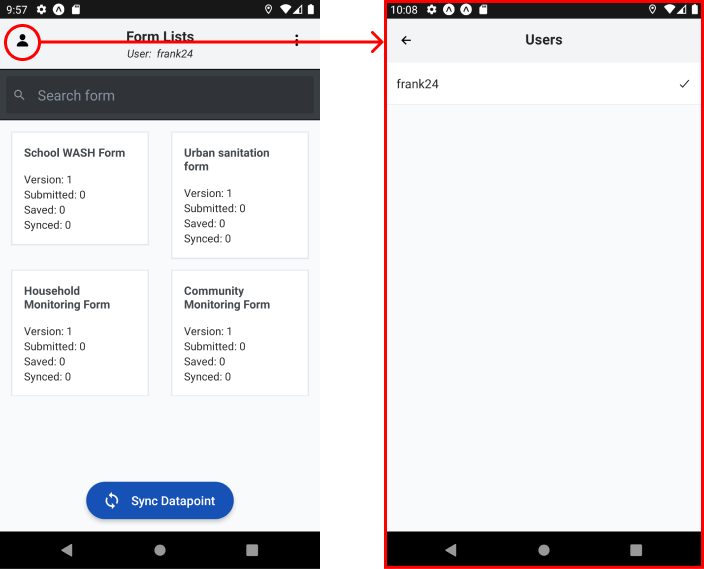 9:57
Form Lists
User: frank24
Search form
School WASH Form
Version: 1
Submitted: 0
Saved: 0
Synced: 0
Urban sanitation
form
Version: 1
Submitted: 0
Saved: 0
Synced: 0
Household
Monitoring Form
Version: 1
Submitted: 0
Saved: 0
Synced: 0
Community
Monitoring Form
Version: 1
Submitted: 0
Saved: 0
Synced: 0
Sync Datapoint
10:08
Users
frank24